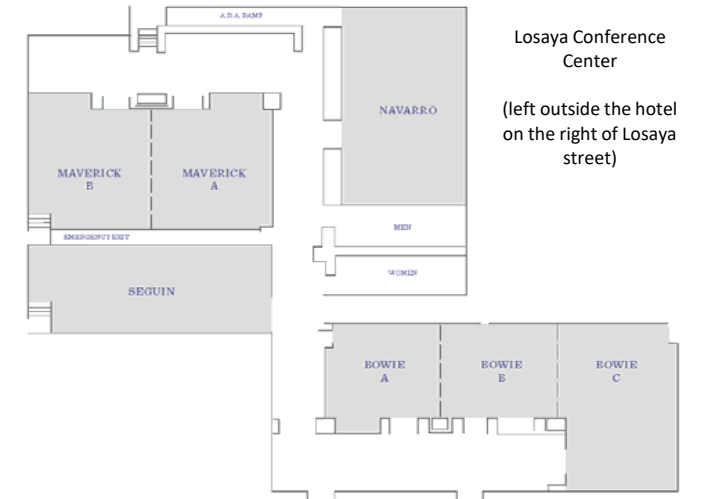 A.D.A. RAMP
Losaya Conference
Center
(left outside the hotel
on the right of Losaya
street)
NAVARRO
MAVERICK
B
MAVERICK
A
MEN
EMERGENCY EXIT
WOMEN
SEGUIN
BOWIE
A
BOWIE
B
BOWIE
C